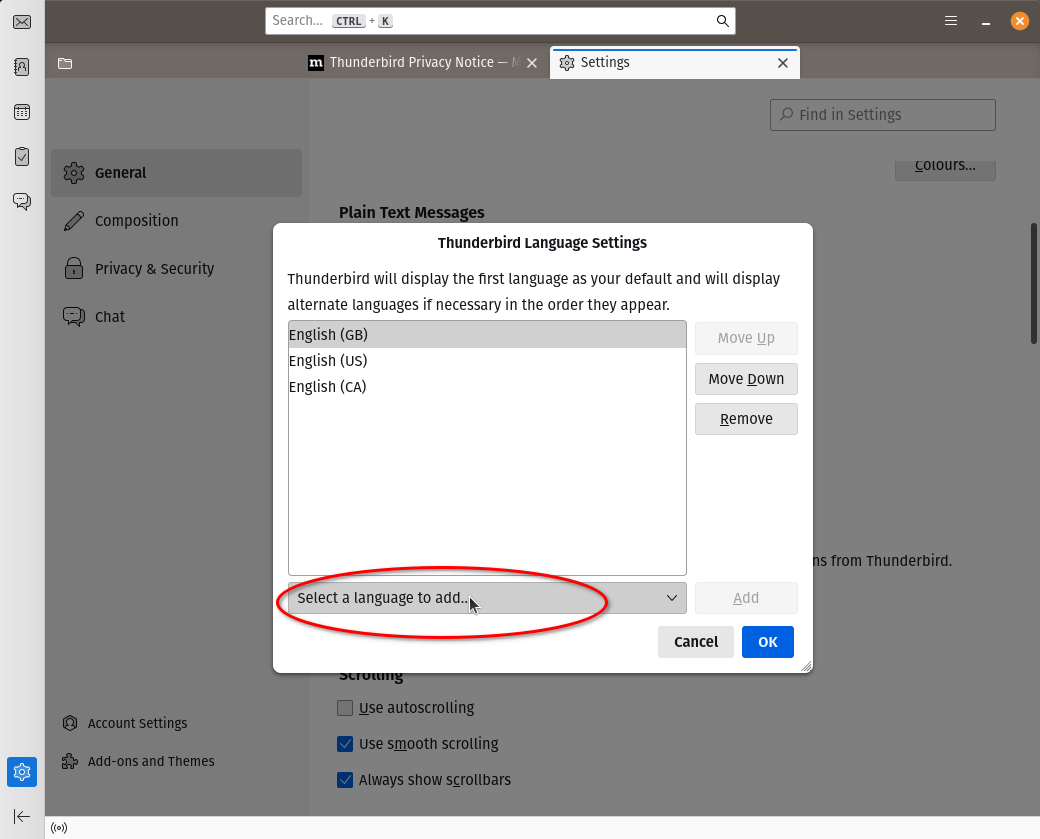 Search... CTRL + K
m Thunderbird Privacy Notice — M
Settings
Find in Settings
General
Composition
Privacy & Security
Chat
Colours...
Plain Text Messages
Thunderbird Language Settings
Thunderbird will display the first language as your default and will display
alternate languages if necessary in the order they appear.
English (GB)
English (US)
English (CA)
Move Up
Move Down
Remove
ns from Thunderbird.
Select a language to add...
Add
Cancel
OK
Scrolling
Use autoscrolling
Use smooth scrolling
Always show scrollbars
Account Settings
Add-ons and Themes